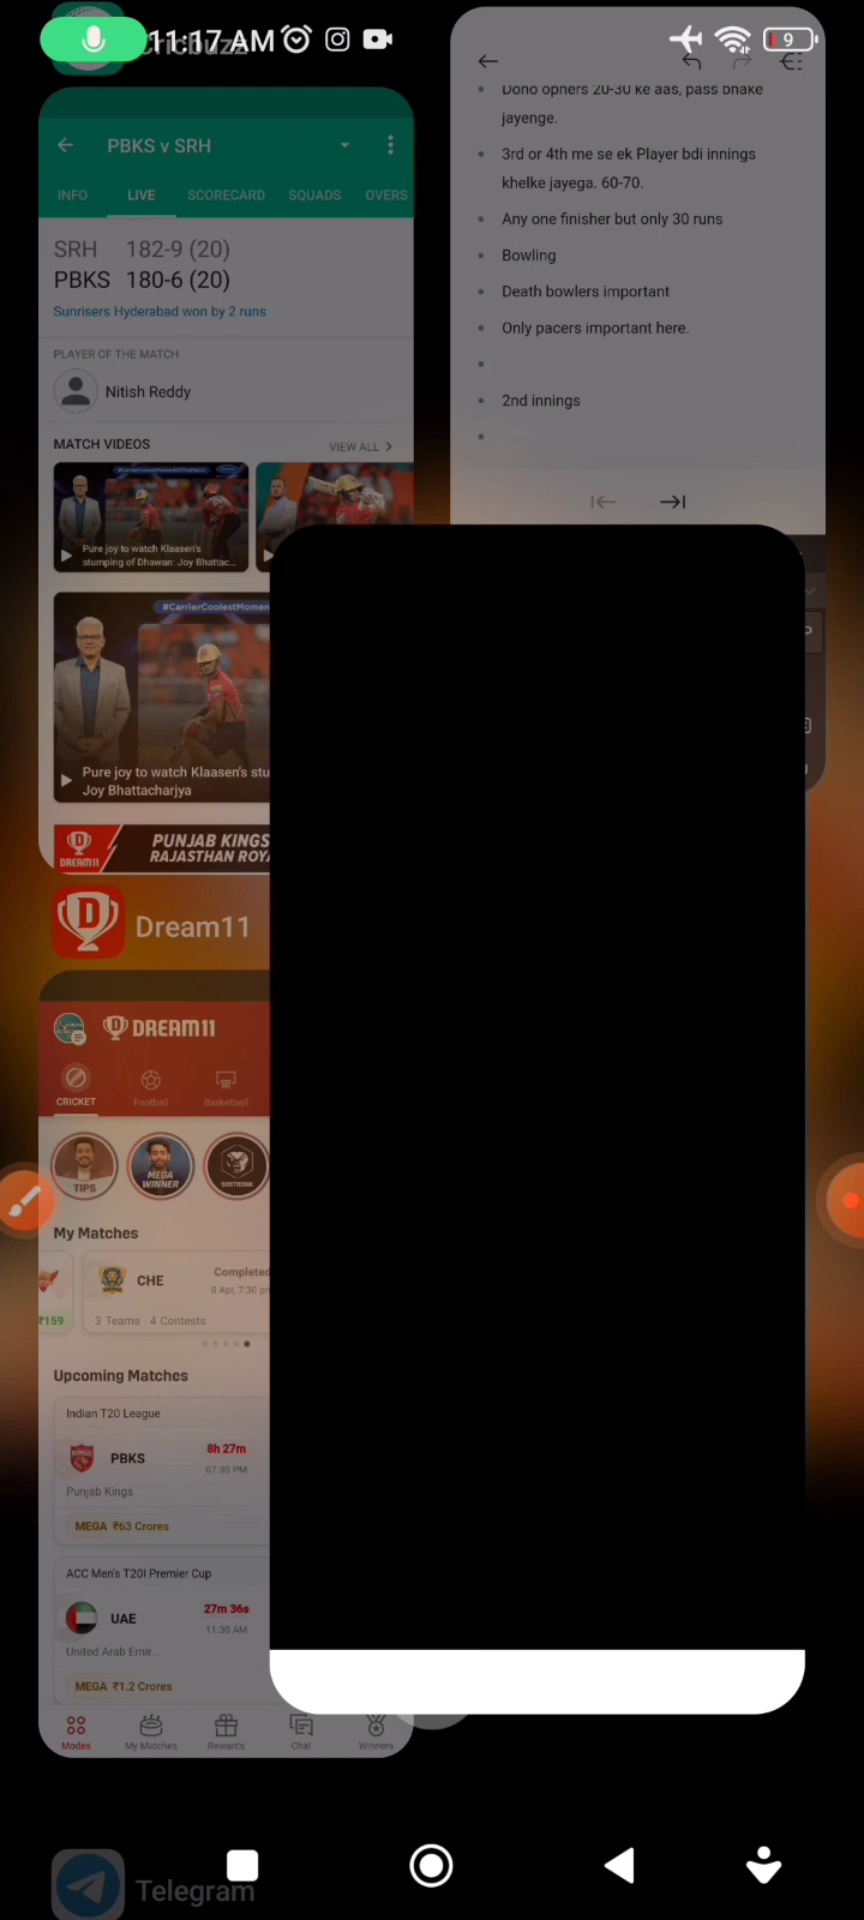 Cricbuzz
11:17 AM
9
PBKS v SRH
INFO LIVE SCORECARD SQUADS OVERS
SRH 182-9 (20)
PBKS 180-6 (20)
Sunrisers Hyderabad won by 2 runs
PLAYER OF THE MATCH
Nitish Reddy
MATCH VIDEOS VIEW ALL
Pure joy to watch Klaasen's
stumping of Dhawan: Joy Bhattac...
#CarrierCoolestMomen
Pure joy to watch Klaasen's stu
Joy Bhattacharjya
DREAM11
PUNJAB KINGS
RAJASTHAN ROYA
Dono opners 20-30 ke aas, pass bhake
jayenge.
3rd or 4th me se ek Player bdi innings
khelke jayega. 60-70.
Any one finisher but only 30 runs
Bowling
Death bowlers important
Only pacers important here.
2nd innings
Dream11
DREAM11
CRICKET Football Basketball
TIPS MEGA WINNER SOSTRONK
My Matches
₹159
CHE Completed
8 Apr, 7:30 pm
3 Teams · 4 Contests
Upcoming Matches
Indian T20 League
PBKS 8h 27m
07:30 PM
Punjab Kings
MEGA ₹63 Crores
ACC Men's T20I Premier Cup
UAE 27m 36s
11:30 AM
United Arab Emir...
MEGA ₹1.2 Crores
Modes My Matches Rewards Chat Winners
Telegram